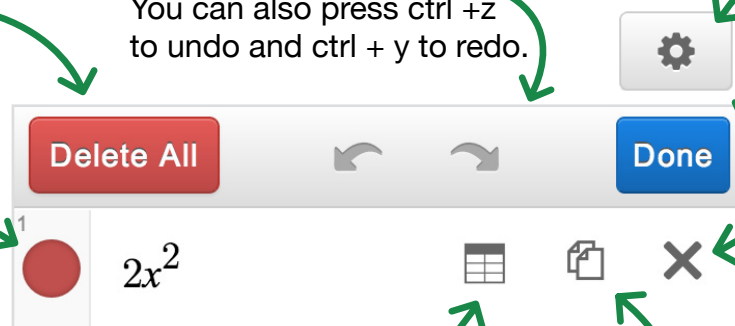 You can also press ctrl +z
to undo and ctrl + y to redo.
Delete All
Done
1
2x²